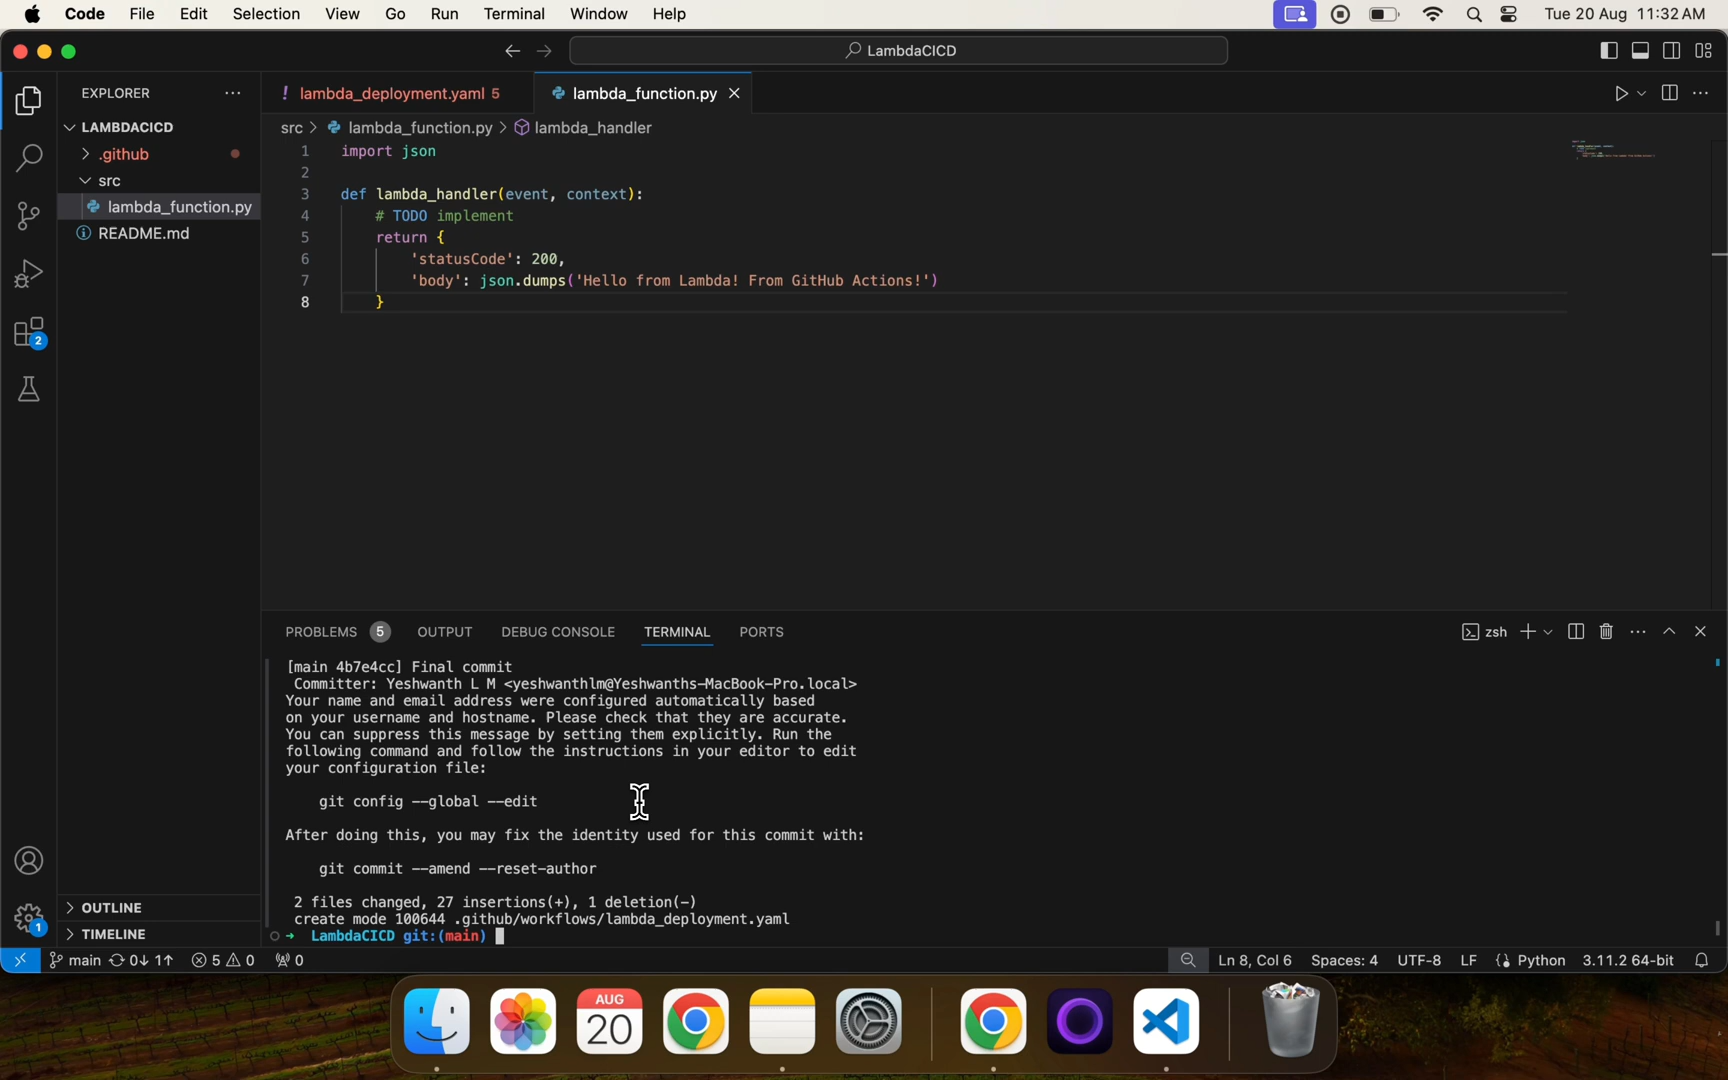 Code File Edit Selection View Go Run Terminal Window Help Tue 20 Aug 11:32 AM
LambdaCICD
EXPLORER
! lambda_deployment.yaml 5
lambda_function.py
LAMBDACICD
.github
src
lambda_function.py
README.md
src > lambda_function.py > lambda_handler
1 import json
2
3 def lambda_handler(event, context):
4 # TODO implement
5 return {
6 'statusCode': 200,
7 'body': json.dumps('Hello from Lambda! From GitHub Actions!')
8 }
2
1
PROBLEMS 5 OUTPUT DEBUG CONSOLE TERMINAL PORTS zsh
[main 4b7e4cc] Final commit
Committer: Yeshwanth L M <yeshwanthlm@Yeshwanths-MacBook-Pro.local>
Your name and email address were configured automatically based
on your username and hostname. Please check that they are accurate.
You can suppress this message by setting them explicitly. Run the
following command and follow the instructions in your editor to edit
your configuration file:
git config --global --edit
After doing this, you may fix the identity used for this commit with:
git commit --amend --reset-author
2 files changed, 27 insertions(+), 1 deletion(-)
create mode 100644 .github/workflows/lambda_deployment.yaml
➜ LambdaCICD git:(main)
OUTLINE
TIMELINE
main 0↓ 1↑ 5 0 0 Ln 8, Col 6 Spaces: 4 UTF-8 LF Python 3.11.2 64-bit
AUG
20